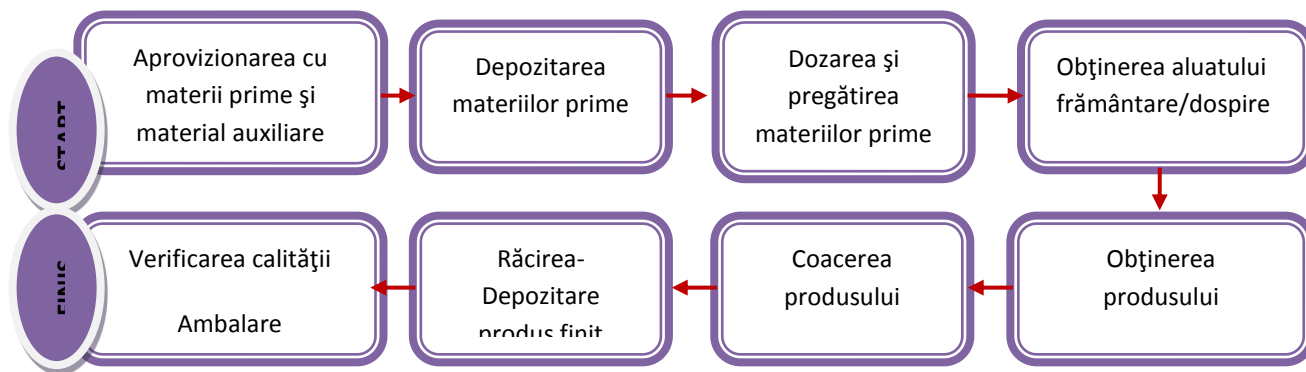 START
Aprovizionarea cu
materii prime şi
material auxiliare
Depozitarea
materiilor prime
Dozarea şi
pregătirea
materiilor prime
Obţinerea aluatului
frământare/dospire
Obţinerea
produsului
Coacerea
produsului
Răcirea-
Depozitare
produs finit
Verificarea calităţii
Ambalare